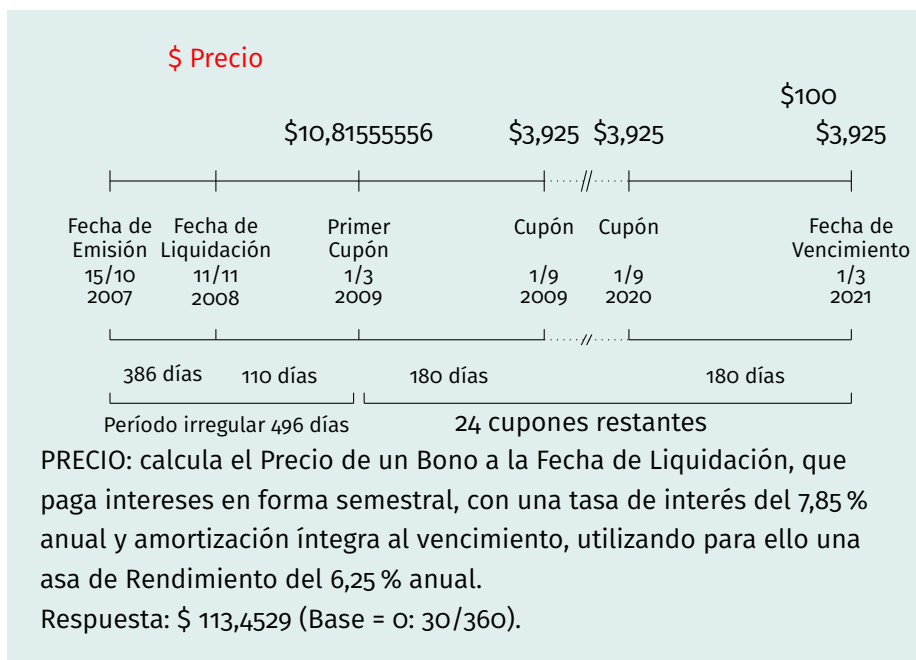 $ Precio
$100
$10,81555556 $3,925 $3,925 $3,925
Fecha de Fecha de Primer Cupón Cupón Fecha de
Emisión Liquidación Cupón Vencimiento
15/10 11/11 1/3 1/9 1/9 1/3
2007 2008 2009 2009 2020 2021
386 días 110 días 180 días 180 días
Período irregular 496 días 24 cupones restantes
PRECIO: calcula el Precio de un Bono a la Fecha de Liquidación, que
paga intereses en forma semestral, con una tasa de interés del 7,85 %
anual y amortización íntegra al vencimiento, utilizando para ello una
asa de Rendimiento del 6,25 % anual.
Respuesta: $ 113,4529 (Base = 0: 30/360).